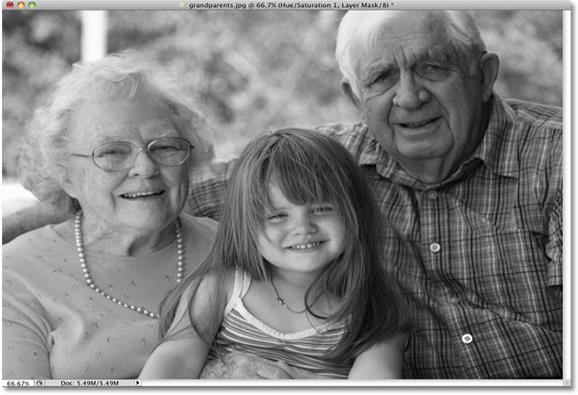 grandparents.jpg @ 66.7% (Hue/Saturation 1, Layer Mask/8) *
66.67%
Doc: 5.49M/5.49M